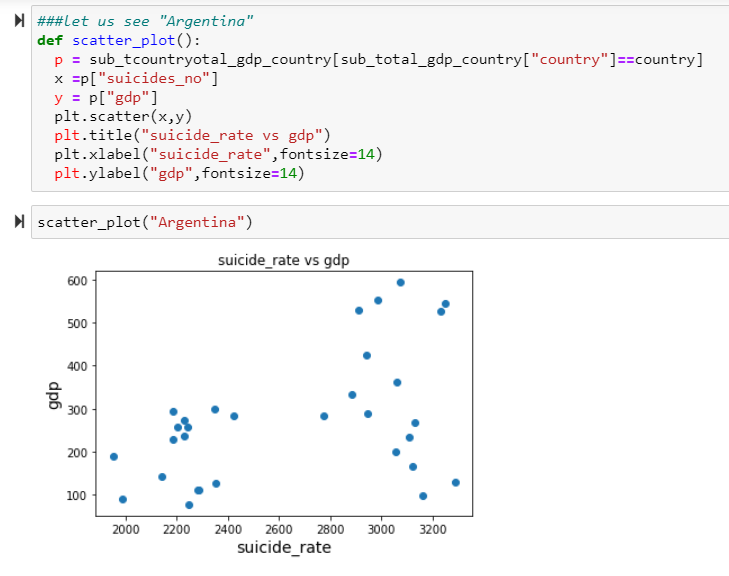 ###let us see "Argentina"
def scatter_plot():
p = sub_tcountryotal_gdp_country[sub_total_gdp_country["country"]==country]
x =p["suicides_no"]
y = p["gdp"]
plt.scatter(x,y)
plt.title("suicide_rate vs gdp")
plt.xlabel("suicide_rate",fontsize=14)
plt.ylabel("gdp",fontsize=14)
scatter_plot("Argentina")
suicide_rate vs gdp
600
500
400
300
200
100
gdp
2000 2200 2400 2600 2800 3000 3200
suicide_rate